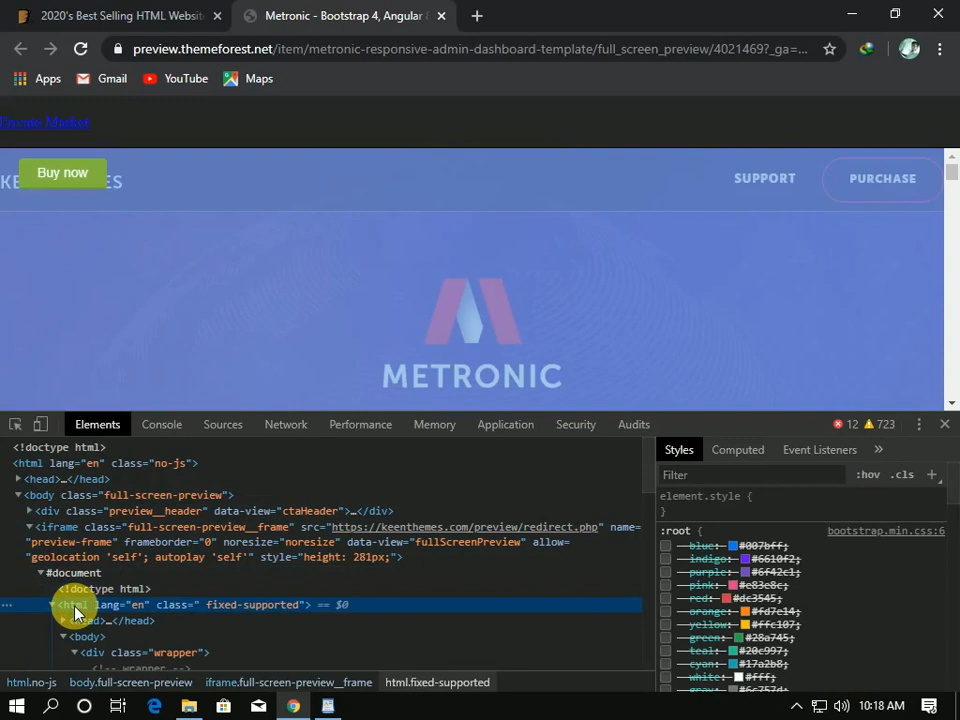 2020's Best Selling HTML Websit
Metronic - Bootstrap 4, Angular 8
preview.themeforest.net/item/metronic-responsive-admin-dashboard-template/full_screen_preview/4021469?_ga=...
Apps
Gmail
YouTube
Maps
Envato Market
Buy now
SUPPORT
PURCHASE
METRONIC
Elements
Console
Sources
Network
Performance
Memory
Application
Security
Audits
12
723
<!doctype html>
<html lang="en" class="no-js">
<head>…</head>
<body class="full-screen-preview">
<div class="preview__header" data-view="ctaHeader">…</div>
<iframe class="full-screen-preview__frame" src="https://keenthemes.com/preview/redirect.php" name=
"preview-frame" frameborder="0" noresize="noresize" data-view="fullScreenPreview" allow=
"geolocation 'self'; autoplay 'self'" style="height: 281px;">
#document
<!doctype html>
<html lang="en" class=" fixed-supported"> == $0
<head>…</head>
<body>
<div class="wrapper">
<!-- wrapper -->
html.no-js
body.full-screen-preview
iframe.full-screen-preview__frame
html.fixed-supported
Styles
Computed
Event Listeners
»
Filter
:hov
.cls
+
element.style {
}
:root {
bootstrap.min.css:6
--blue: #007bff;
--indigo: #6610f2;
--purple: #6f42c1;
--pink: #e83e8c;
--red: #dc3545;
--orange: #fd7e14;
--yellow: #ffc107;
--green: #28a745;
--teal: #20c997;
--cyan: #17a2b8;
--white: #fff;
--gray: #6c757d;
10:18 AM